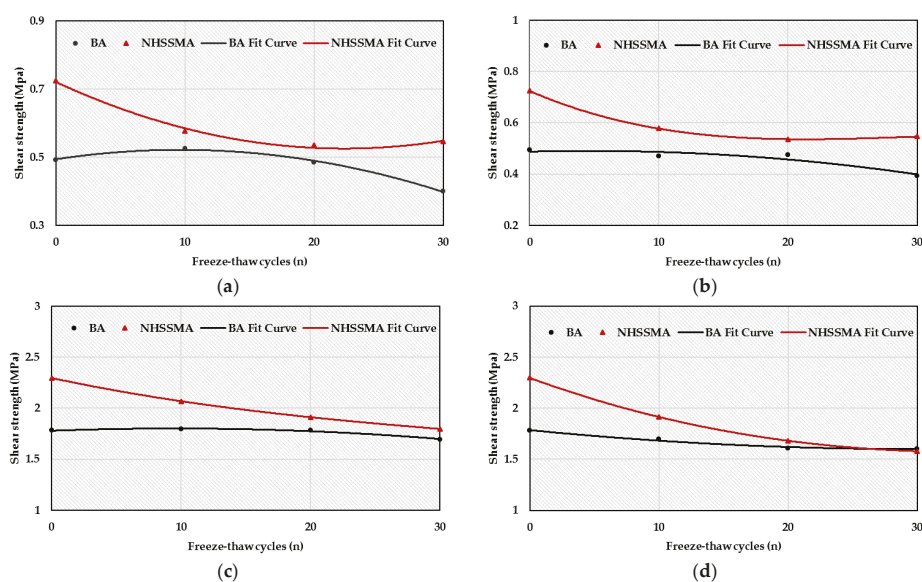 0.9
0.7
0.5
0.3
Shear strength (Mpa)
BA NHSSMA BA Fit Curve NHSSMA Fit Curve
0 10 20 30
Freeze-thaw cycles (n)
(a)
1
0.8
0.6
0.4
0.2
Shear strength (Mpa)
BA NHSSMA BA Fit Curve NHSSMA Fit Curve
0 10 20 30
Freeze-thaw cycles (n)
(b)
3
2.5
2
1.5
1
Shear strength (MPa)
BA NHSSMA BA Fit Curve NHSSMA Fit Curve
0 10 20 30
Freeze-thaw cycles (n)
(c)
3
2.5
2
1.5
1
Shear strength (MPa)
BA NHSSMA BA Fit Curve NHSSMA Fit Curve
0 10 20 30
Freeze-thaw cycles (n)
(d)